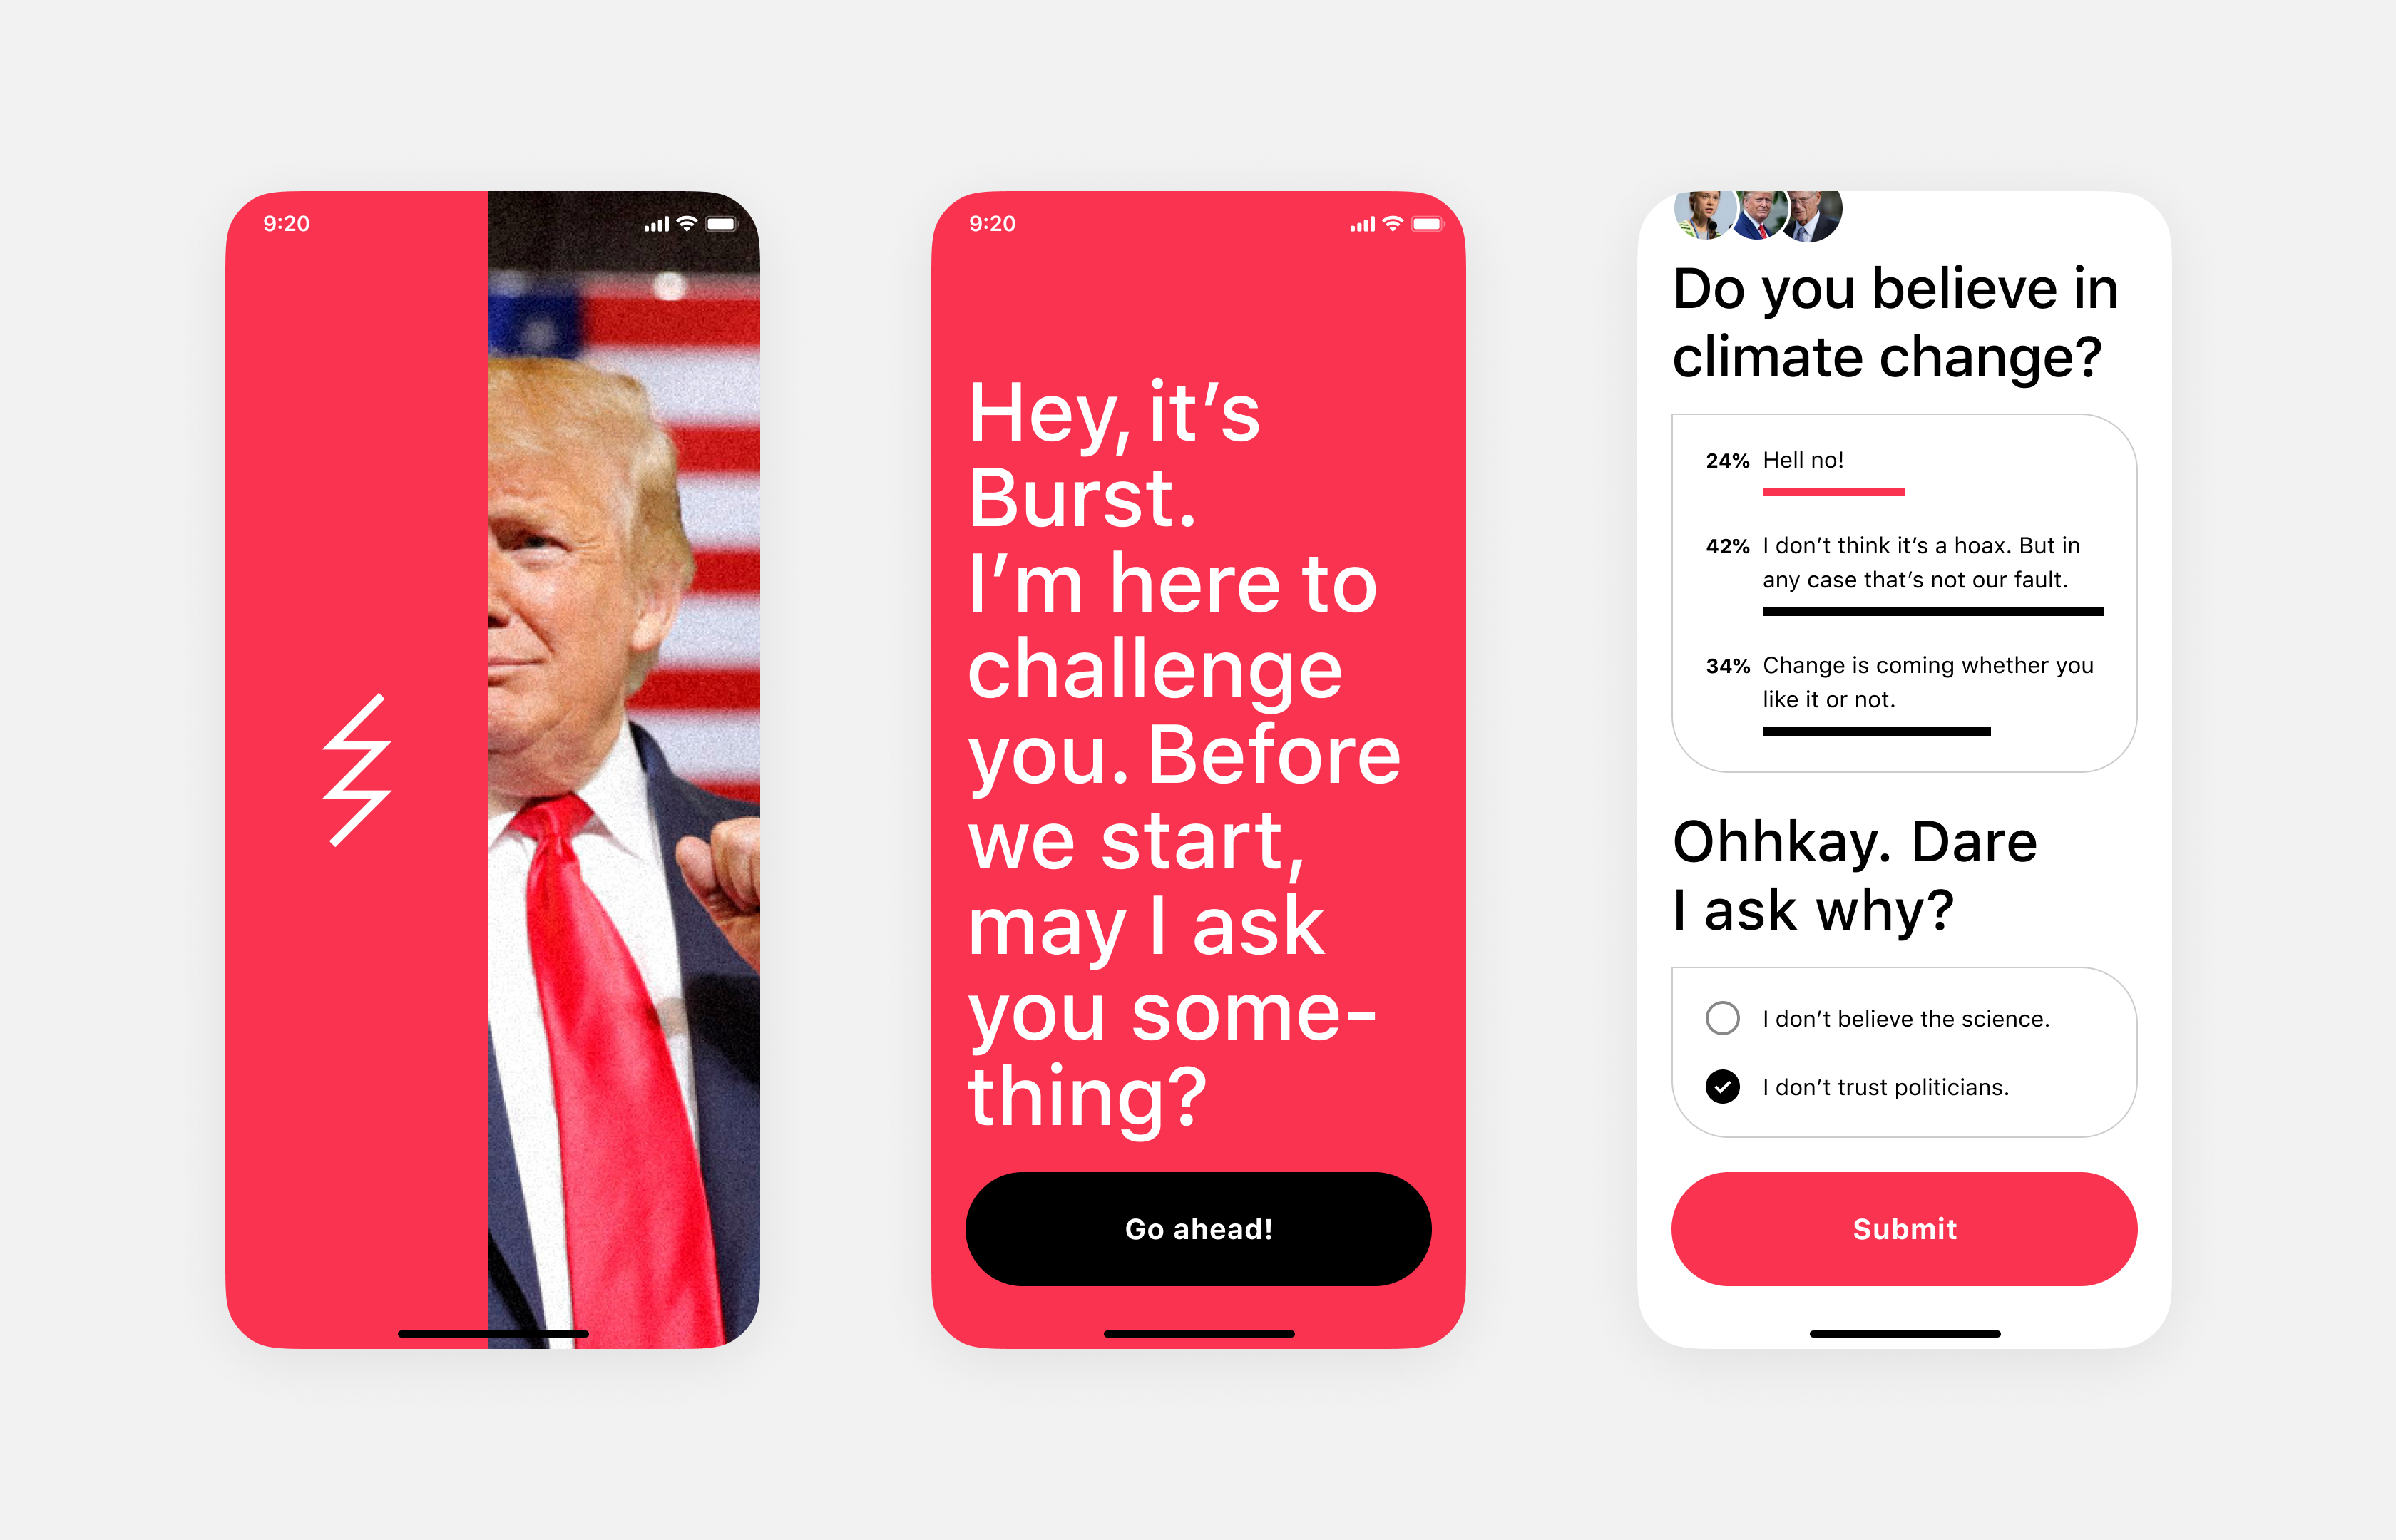 9:20
9:20
Hey, it’s
Burst.
I’m here to
challenge
you. Before
we start,
may I ask
you some-
thing?
Go ahead!
Do you believe in
climate change?
24% Hell no!
42% I don’t think it’s a hoax. But in
any case that’s not our fault.
34% Change is coming whether you
like it or not.
Ohhkay. Dare
I ask why?
I don’t believe the science.
I don’t trust politicians.
Submit